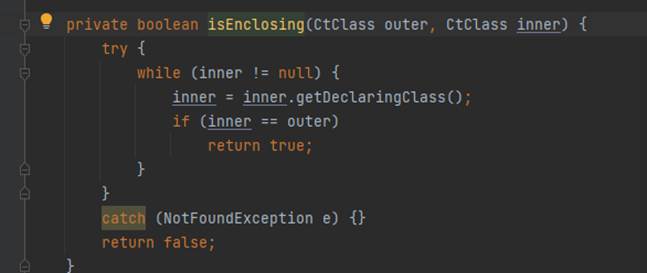 private boolean isEnclosing(CtClass outer, CtClass inner) {
    try {
        while (inner != null) {
            inner = inner.getDeclaringClass();
            if (inner == outer)
                return true;
        }
    }
    catch (NotFoundException e) {}
    return false;
}